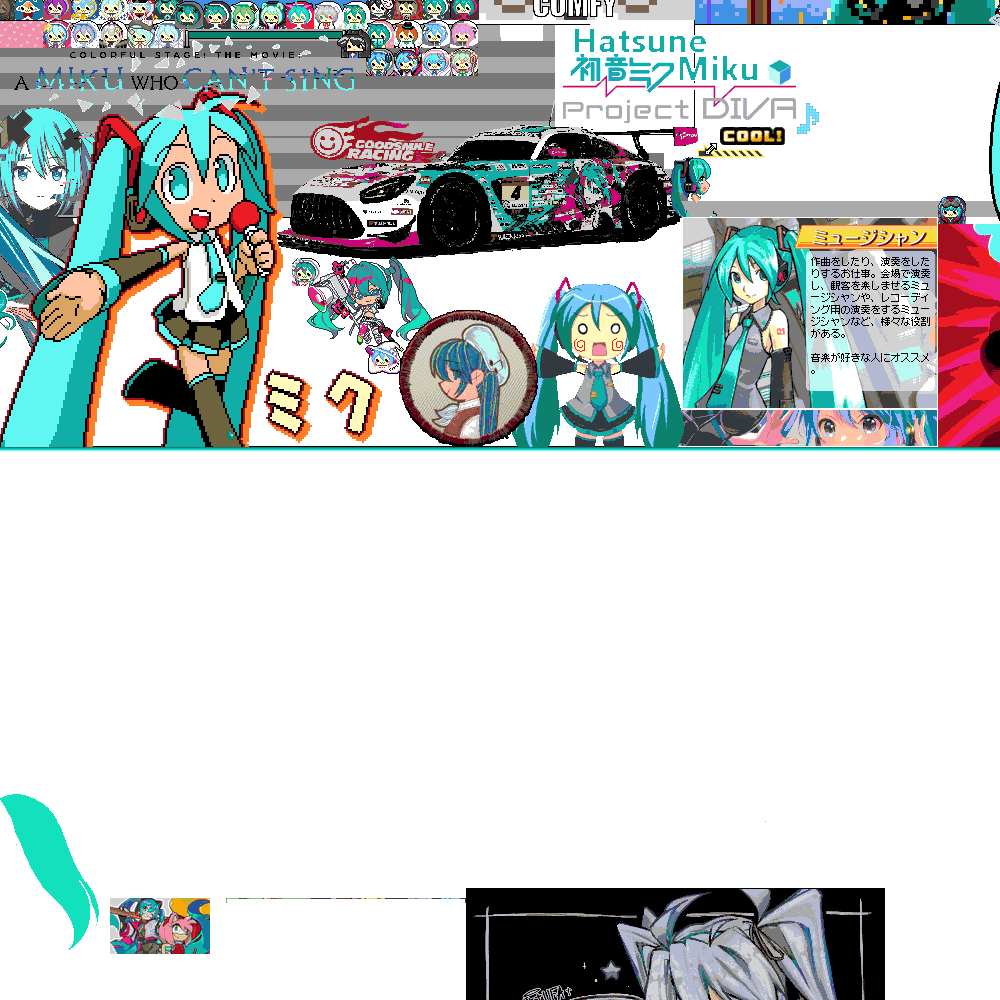 COMFY
COLORFUL STAGE! THE MOVIE:
A MIKU WHO CAN'T SING
Hatsune
初音ミク Miku
Project DIVA
COOL!
GOODSMILE
RACING
4
ミュージシャン
作曲をしたり、演奏をした
りするお仕事。会場で演奏
し、観客を楽しませるミュ
ージシャンや、レコーディ
ング用の演奏をするミュー
ジシャンなど、様々な役割
がある。
音楽が好きな人にオススメ
。
ミク